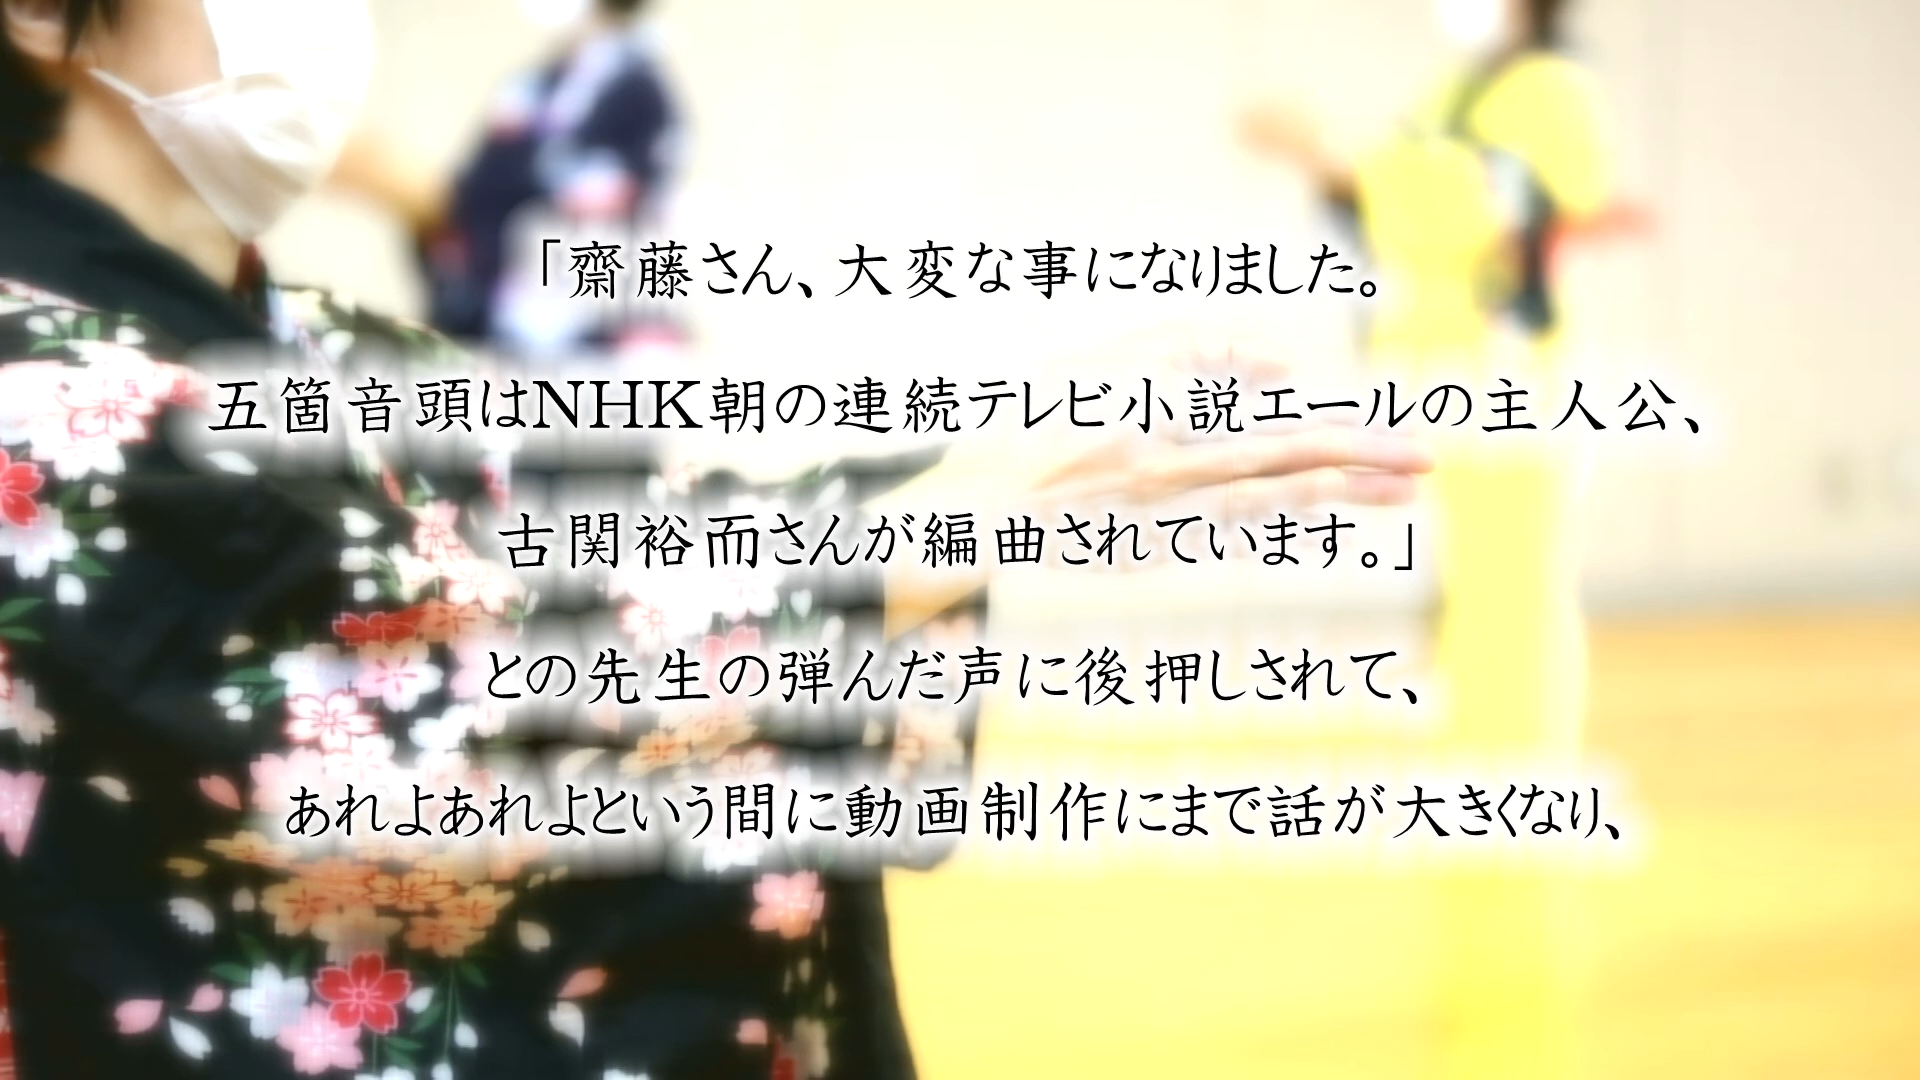 「齋藤さん、大変な事になりました。
五箇音頭はNHK朝の連続テレビ小説エールの主人公、
古関裕而さんが編曲されています。」
との先生の弾んだ声に後押しされて、
あれよあれよという間に動画制作にまで話が大きくなり、